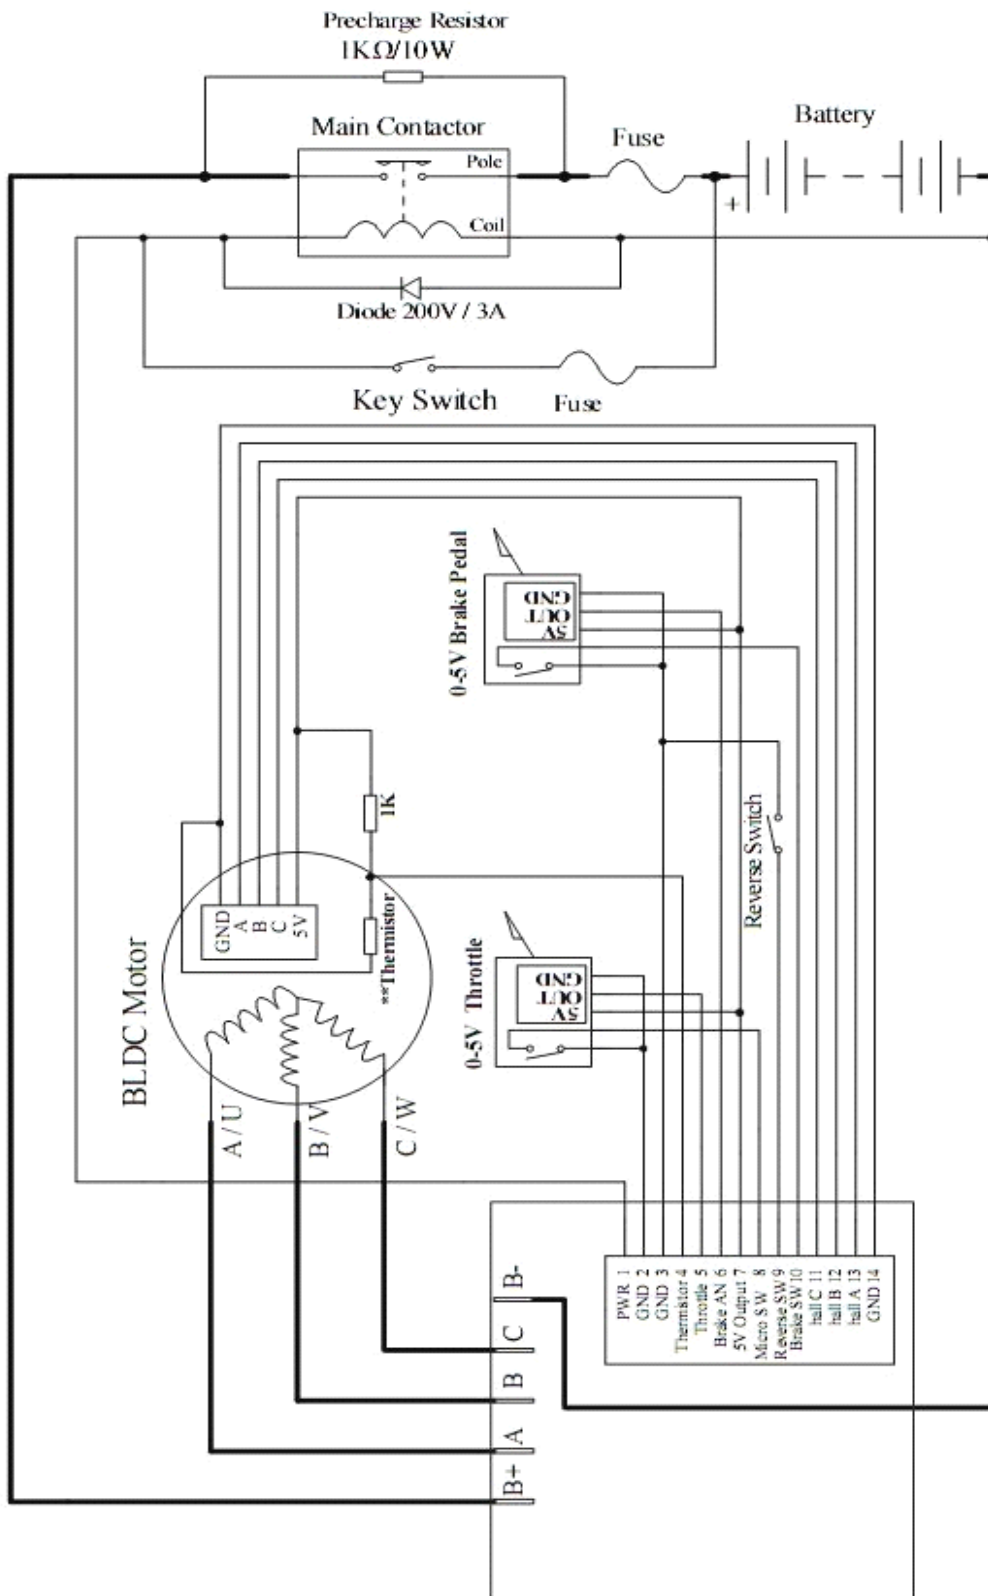 Precharge Resistor
1KΩ/10W
Main Contactor
Pole
Coil
Fuse
Battery
+
Diode 200V / 3A
Key Switch
Fuse
0-5V Brake Pedal
GND
OUT
5V
1K
Reverse Switch
BLDC Motor
GND
A
B
C
5V
**Thermistor
0-5V Throttle
GND
OUT
5V
A / U
B / V
C / W
B-
C
B
A
B+
PWR 1
GND 2
GND 3
Thermistor 4
Throttle 5
Brake AN 6
5V Output 7
Micro SW 8
Reverse SW 9
Brake SW 10
hall C 11
hall B 12
hall A 13
GND 14